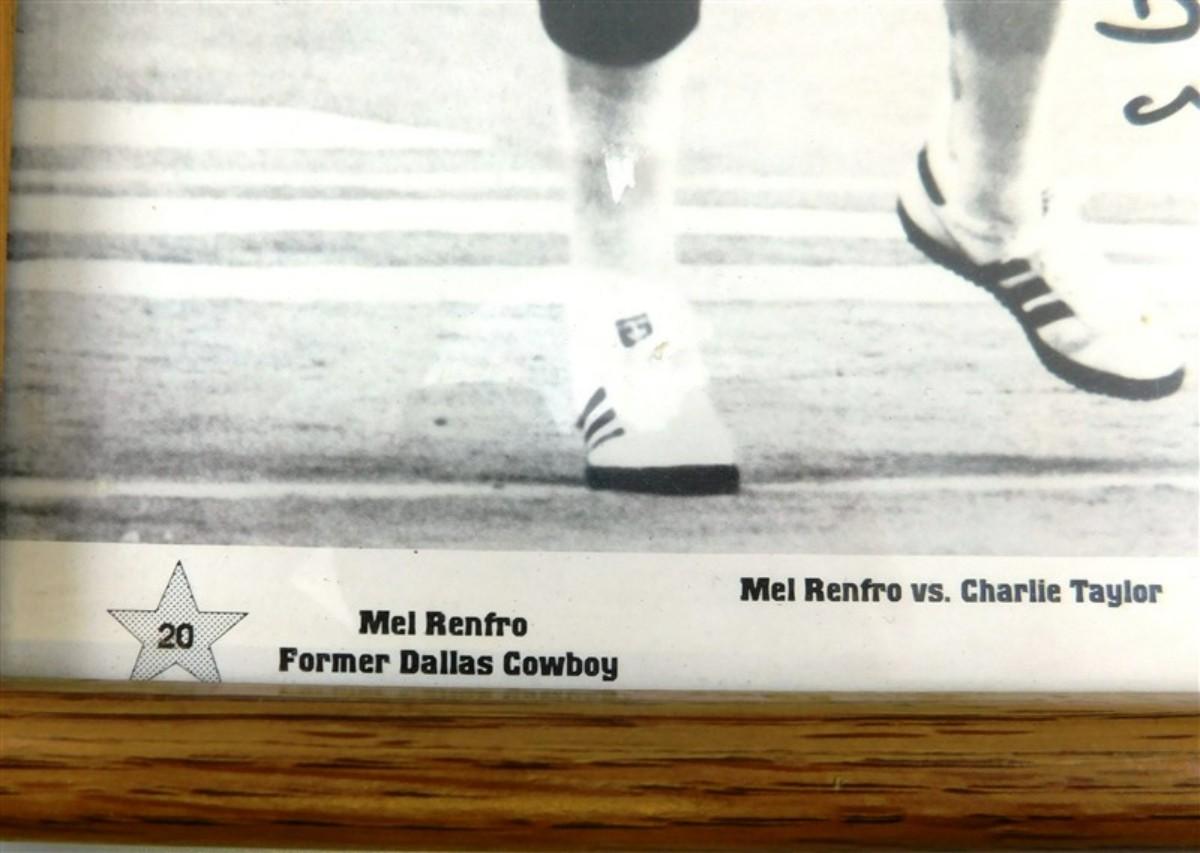 Mel Renfro vs. Charlie Taylor
20
Mel Renfro
Former Dallas Cowboy